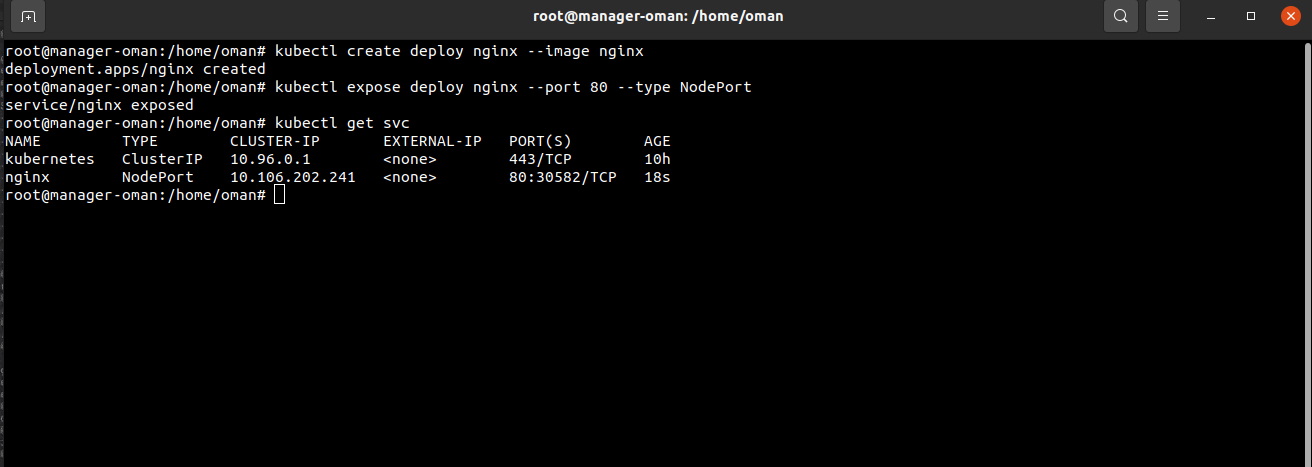 root@manager-oman: /home/oman
root@manager-oman:/home/oman# kubectl create deploy nginx --image nginx
deployment.apps/nginx created
root@manager-oman:/home/oman# kubectl expose deploy nginx --port 80 --type NodePort
service/nginx exposed
root@manager-oman:/home/oman# kubectl get svc
NAME         TYPE        CLUSTER-IP       EXTERNAL-IP   PORT(S)        AGE
kubernetes   ClusterIP   10.96.0.1        <none>        443/TCP        10h
nginx        NodePort    10.106.202.241   <none>        80:30582/TCP   18s
root@manager-oman:/home/oman#